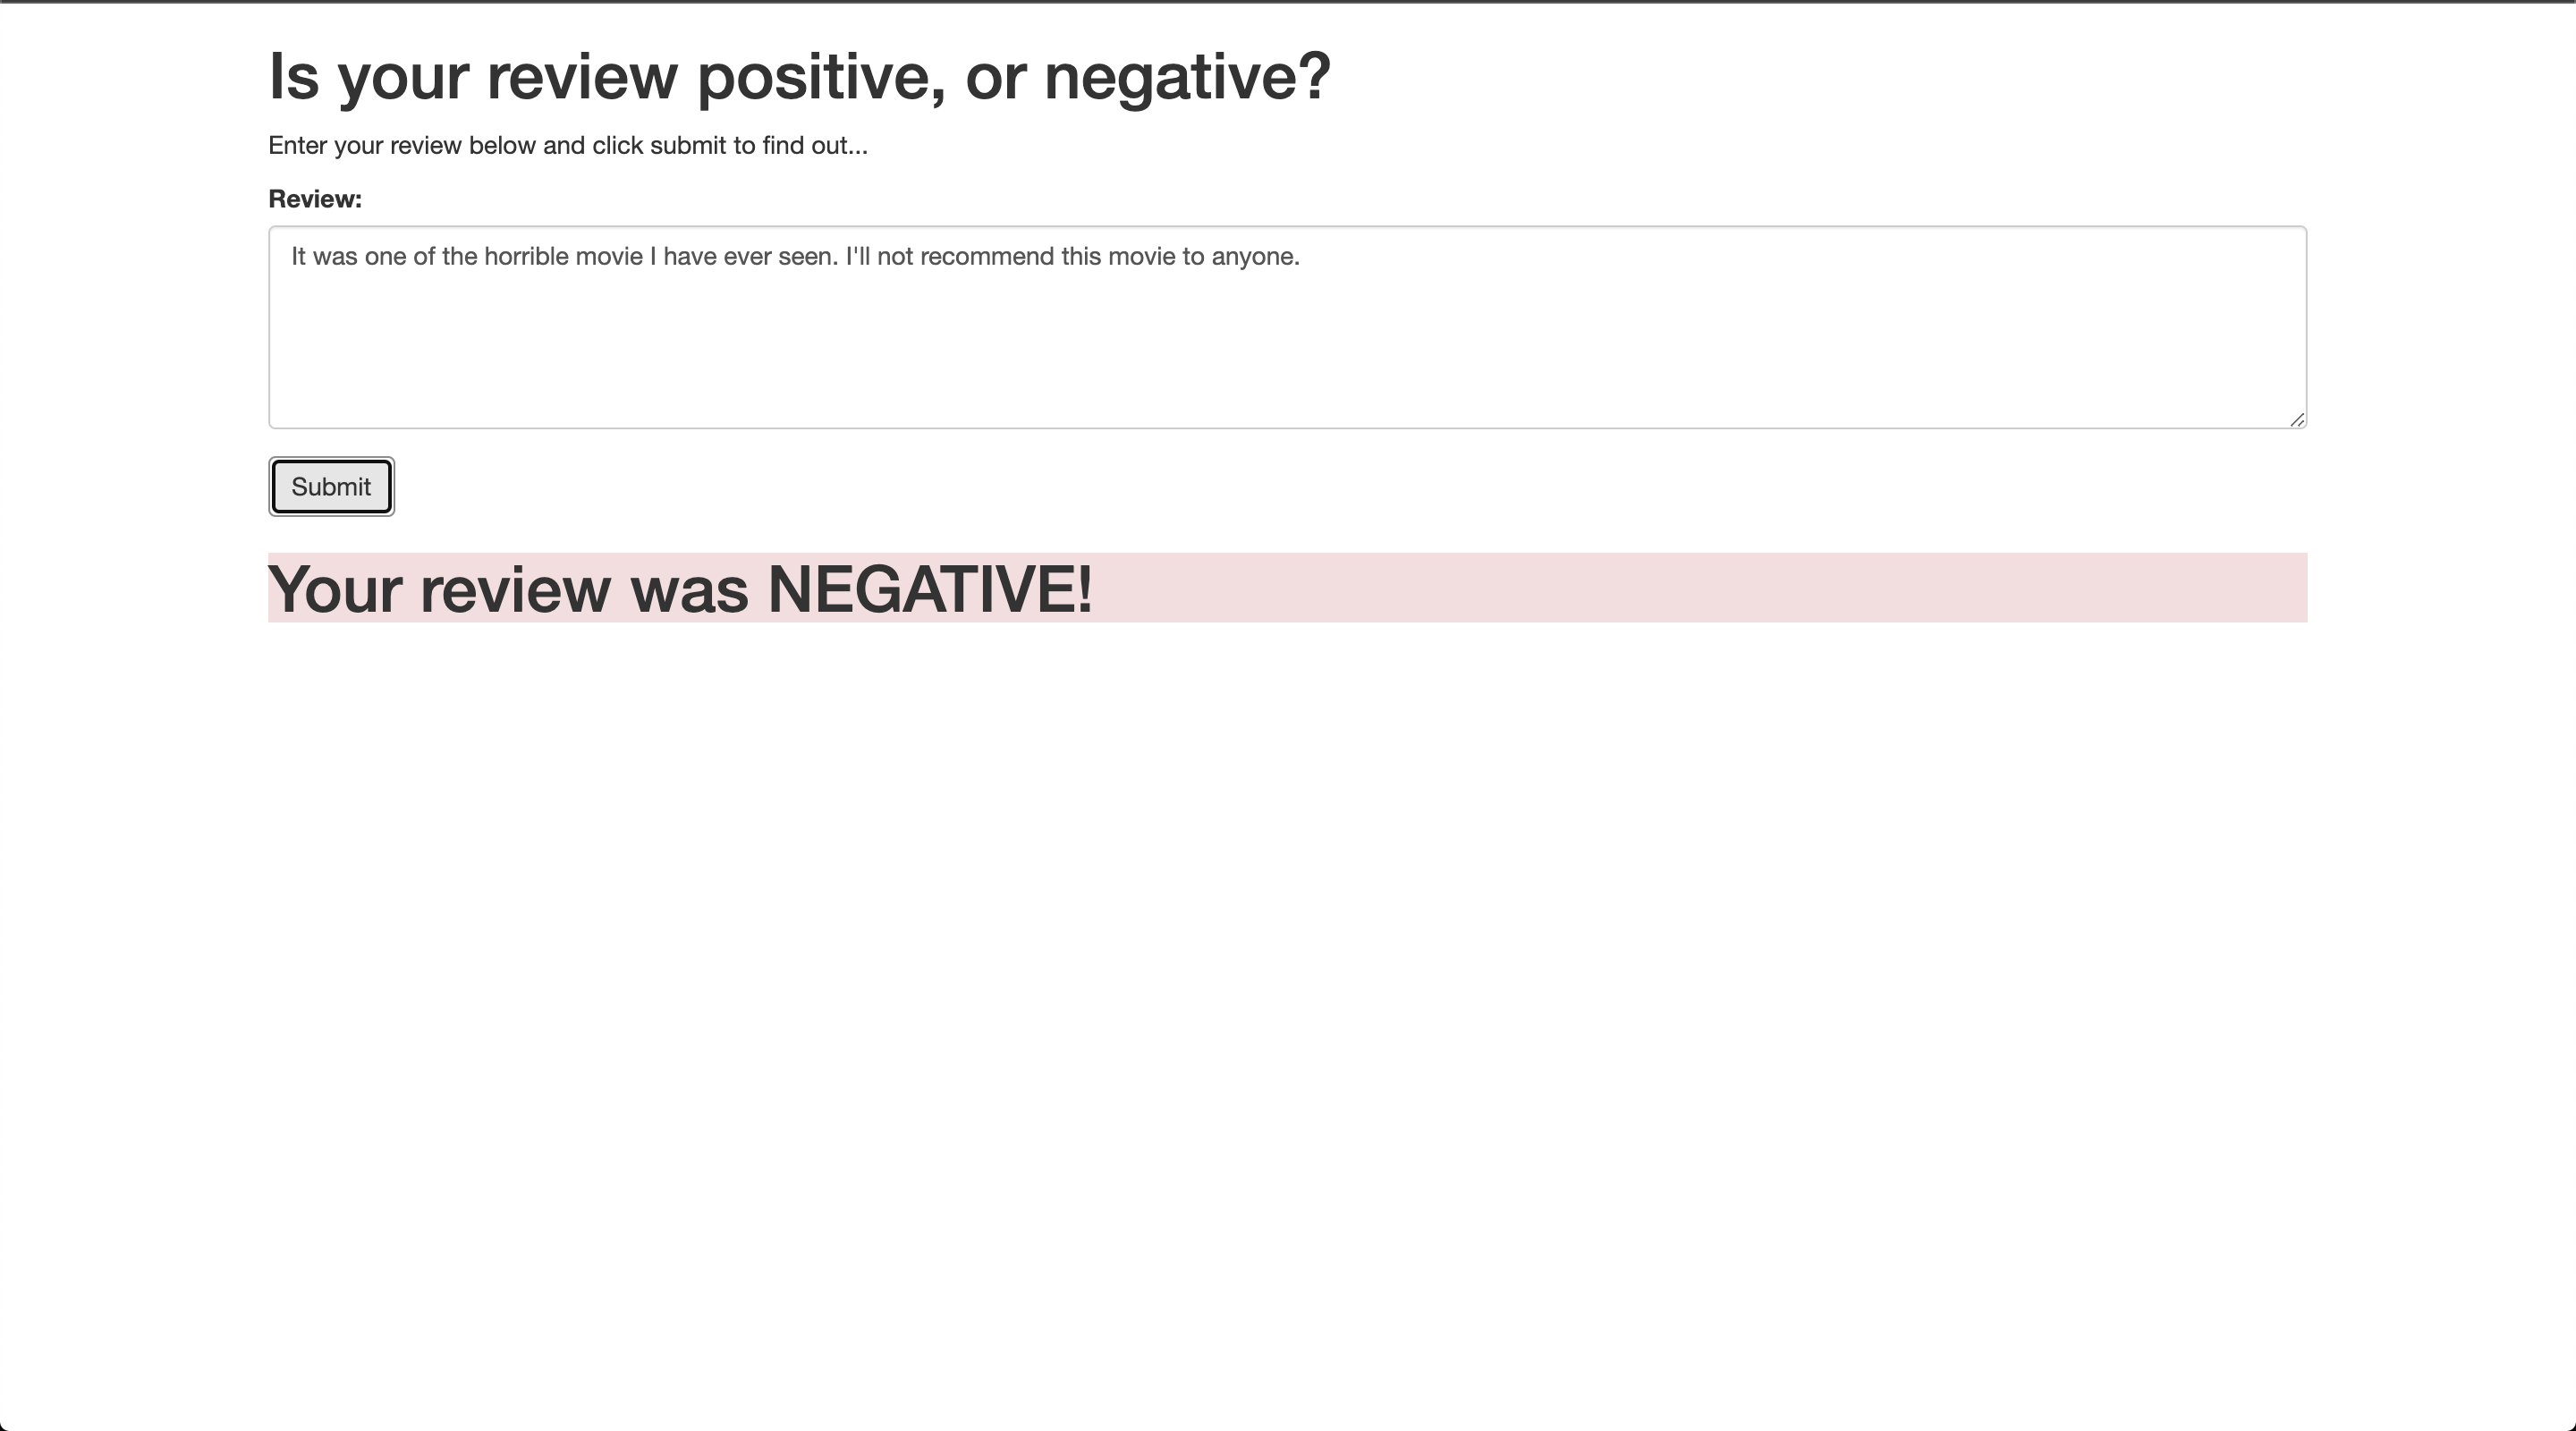 Is your review positive, or negative?
Enter your review below and click submit to find out...
Review:
It was one of the horrible movie I have ever seen. I'll not recommend this movie to anyone.
Submit
Your review was NEGATIVE!